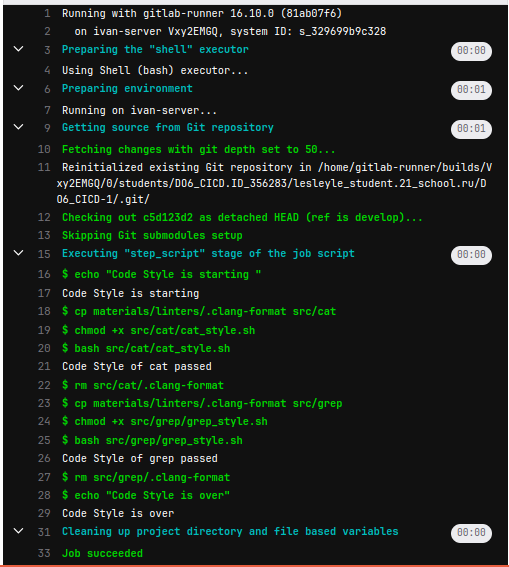 1 Running with gitlab-runner 16.10.0 (81ab07f6)
2 on ivan-server Vxy2EMGQ, system ID: s_329699b9c328
3 Preparing the "shell" executor 00:00
4 Using Shell (bash) executor...
6 Preparing environment 00:01
7 Running on ivan-server...
9 Getting source from Git repository 00:01
10 Fetching changes with git depth set to 50...
11 Reinitialized existing Git repository in /home/gitlab-runner/builds/V
xy2EMGQ/0/students/DO6_CICD.ID_356283/lesleyle_student.21_school.ru/D
O6_CICD-1/.git/
12 Checking out c5d123d2 as detached HEAD (ref is develop)...
13 Skipping Git submodules setup
15 Executing "step_script" stage of the job script 00:00
16 $ echo "Code Style is starting "
17 Code Style is starting
18 $ cp materials/linters/.clang-format src/cat
19 $ chmod +x src/cat/cat_style.sh
20 $ bash src/cat/cat_style.sh
21 Code Style of cat passed
22 $ rm src/cat/.clang-format
23 $ cp materials/linters/.clang-format src/grep
24 $ chmod +x src/grep/grep_style.sh
25 $ bash src/grep/grep_style.sh
26 Code Style of grep passed
27 $ rm src/grep/.clang-format
28 $ echo "Code Style is over"
29 Code Style is over
31 Cleaning up project directory and file based variables 00:00
33 Job succeeded